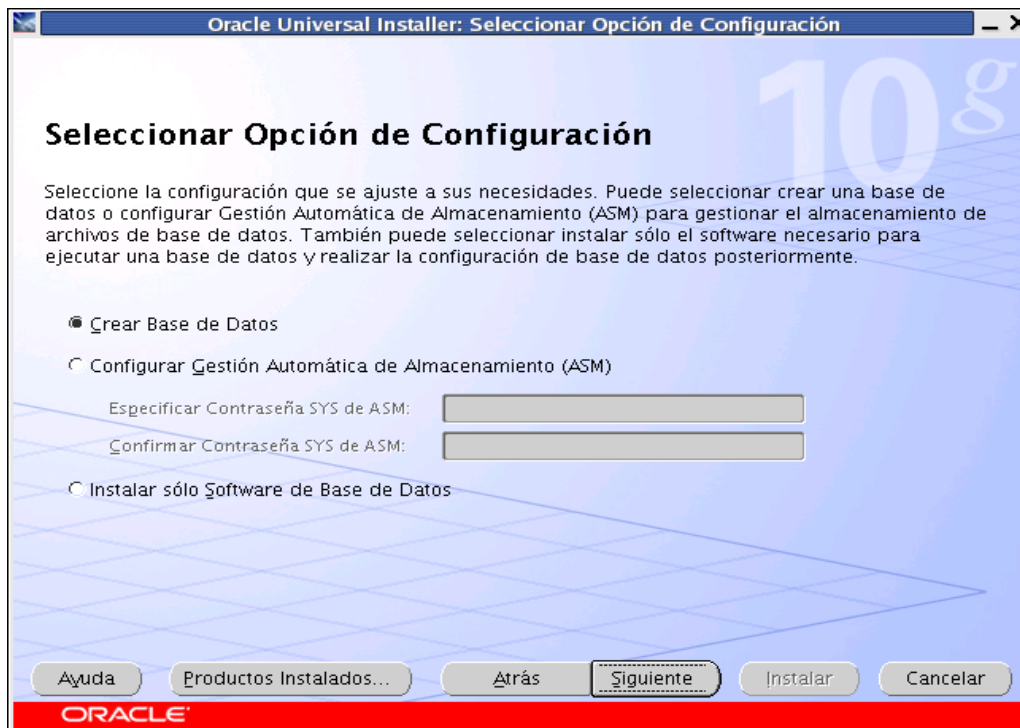 Oracle Universal Installer: Seleccionar Opción de Configuración
10g
Seleccionar Opción de Configuración
Seleccione la configuración que se ajuste a sus necesidades. Puede seleccionar crear una base de
datos o configurar Gestión Automática de Almacenamiento (ASM) para gestionar el almacenamiento de
archivos de base de datos. También puede seleccionar instalar sólo el software necesario para
ejecutar una base de datos y realizar la configuración de base de datos posteriormente.
Crear Base de Datos
Configurar Gestión Automática de Almacenamiento (ASM)
Especificar Contraseña SYS de ASM:
Confirmar Contraseña SYS de ASM:
Instalar sólo Software de Base de Datos
Ayuda Productos Instalados... Atrás Siguiente Instalar Cancelar
ORACLE